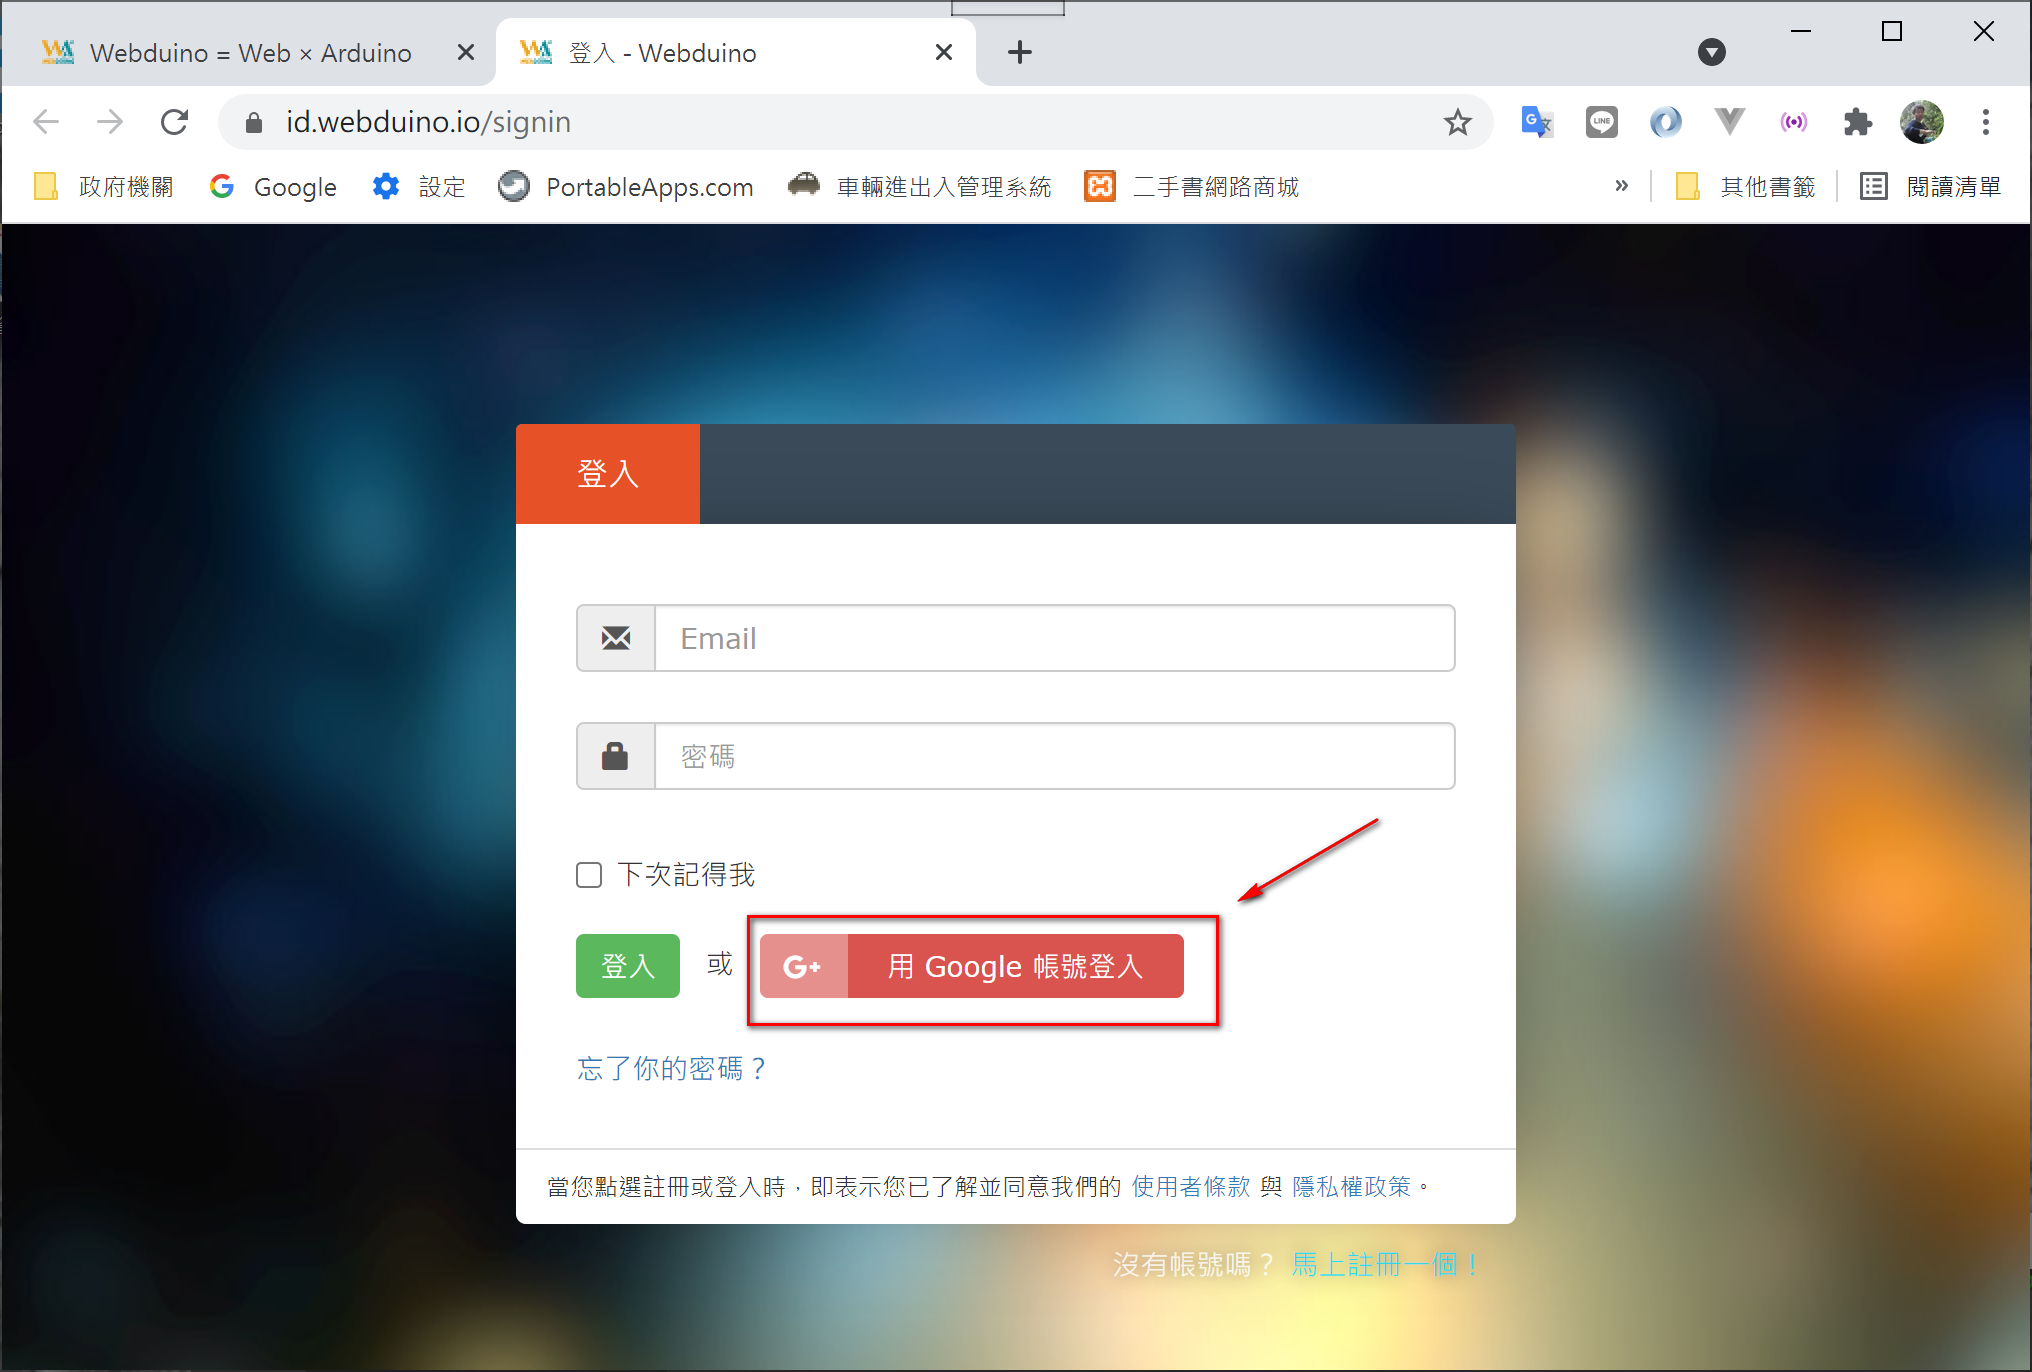 Webduino = Web × Arduino
登入 - Webduino
id.webduino.io/signin
LINE
政府機關
Google
設定
PortableApps.com
車輛進出入管理系統
二手書網路商城
»
其他書籤
閱讀清單
登入
Email
密碼
下次記得我
登入 或 G+ 用 Google 帳號登入
忘了你的密碼？
當您點選註冊或登入時，即表示您已了解並同意我們的 使用者條款 與 隱私權政策。
沒有帳號嗎？ 馬上註冊一個！